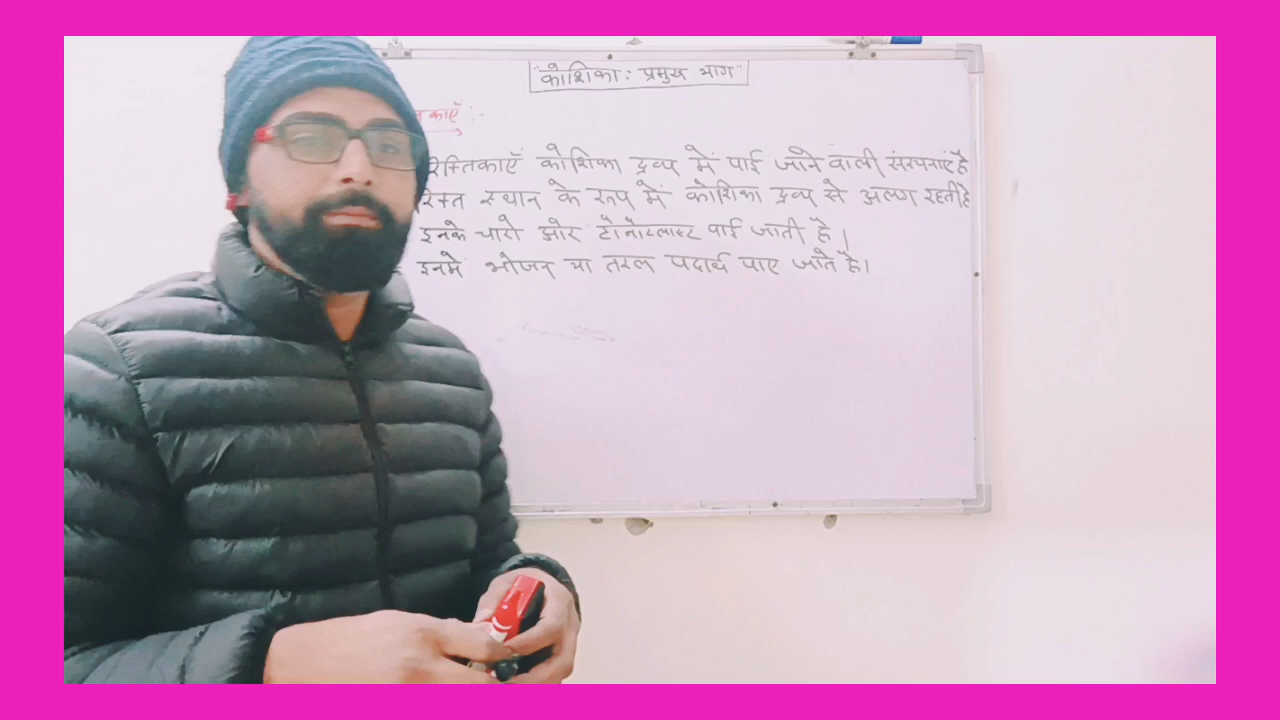 "कोशिका: प्रमुख भाग"
काएँ :-
रिक्तिकाएँ कोशिका द्रव्य में पाई जाने वाली संरचनाएं है
रिक्त स्थान के रूप में कोशिका द्रव्य से अलग रहती है
इनके चारो ओर टोनोप्लास्ट पाई जाती है।
इनमे भोजन या तरल पदार्थ पाए जाते है।